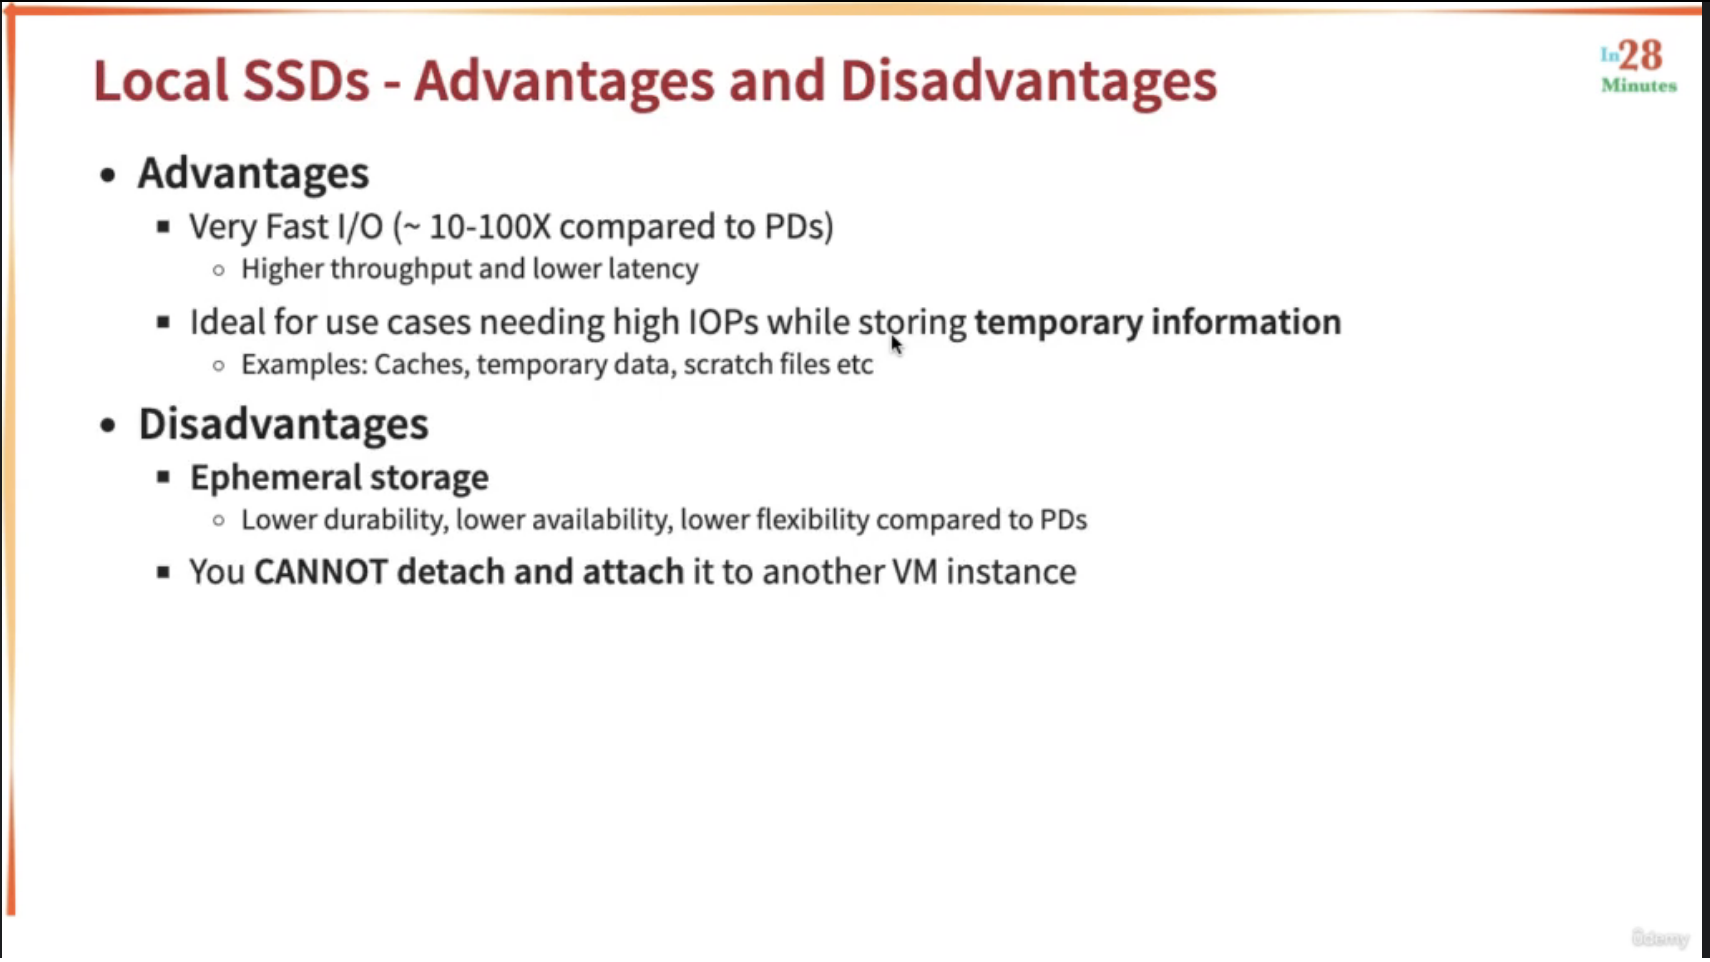 Local SSDs - Advantages and Disadvantages
In28
Minutes
• Advantages
▪ Very Fast I/O (~ 10-100X compared to PDs)
○ Higher throughput and lower latency
▪ Ideal for use cases needing high IOPs while storing temporary information
○ Examples: Caches, temporary data, scratch files etc
• Disadvantages
▪ Ephemeral storage
○ Lower durability, lower availability, lower flexibility compared to PDs
▪ You CANNOT detach and attach it to another VM instance
ûdemy